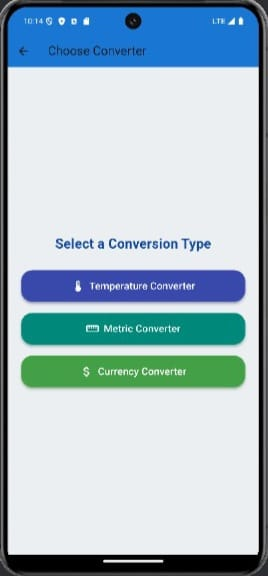 10:14
LTE
Choose Converter
Select a Conversion Type
Temperature Converter
Metric Converter
$ Currency Converter